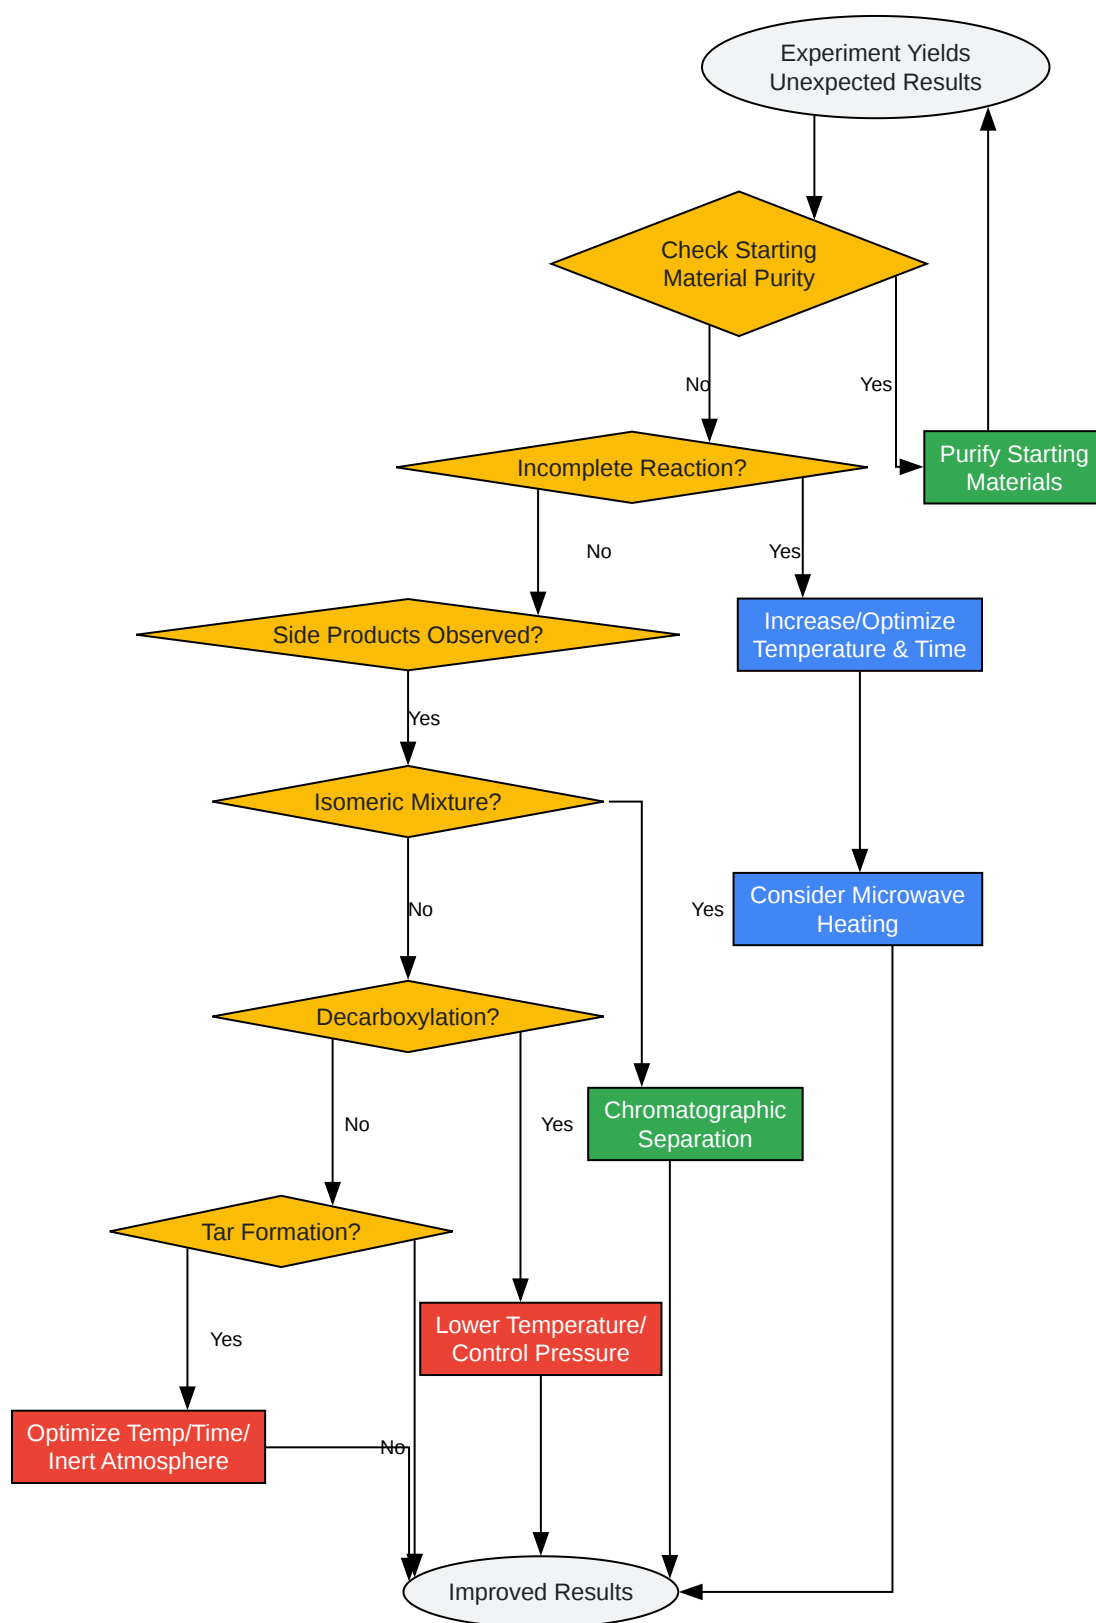 Experiment Yields
Unexpected Results
Check Starting
Material Purity
No
Yes
Purify Starting
Materials
Incomplete Reaction?
No
Yes
Side Products Observed?
Increase/Optimize
Temperature & Time
Yes
Isomeric Mixture?
No
Yes
Consider Microwave
Heating
Decarboxylation?
No
Yes
Chromatographic
Separation
Tar Formation?
Yes
Lower Temperature/
Control Pressure
Optimize Temp/Time/
Inert Atmosphere
No
Improved Results